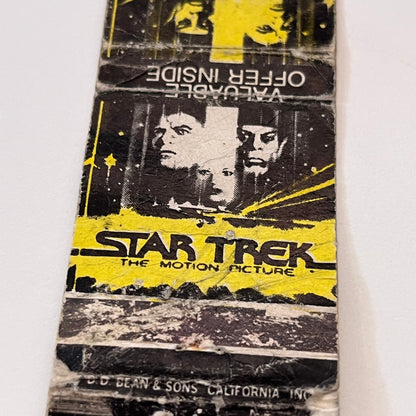 VALUABLE
OFFER INSIDE
STAR TREK
THE MOTION PICTURE
D.D. BEAN & SONS CALIFORNIA INC